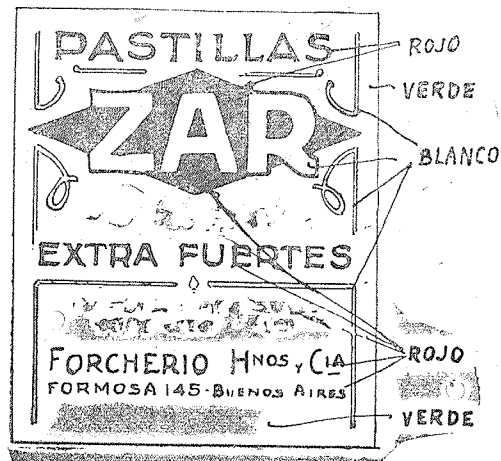 PASTILLAS
ROJO
VERDE
ZAR
BLANCO
EXTRA FUERTES
FORCHERIO HNOS y CIA
ROJO
FORMOSA 145-BUENOS AIRES
VERDE